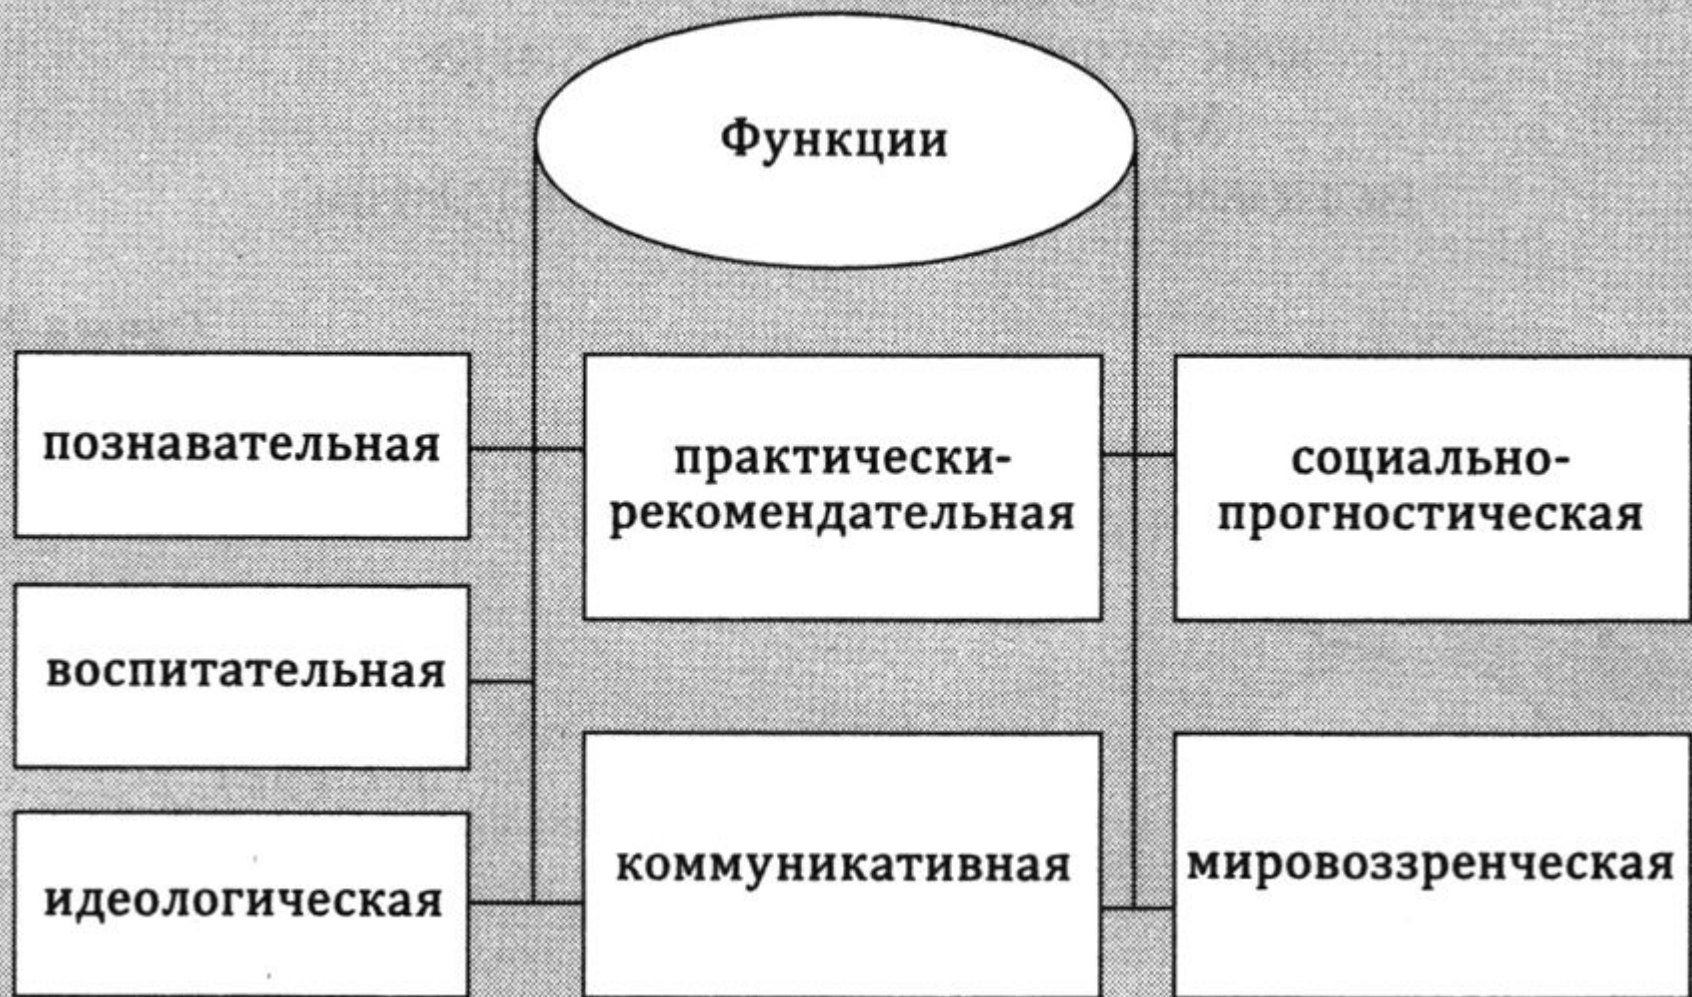 Функции
познавательная
практически-
рекомендательная
социально-
прогностическая
воспитательная
идеологическая
коммуникативная
мировоззренческая